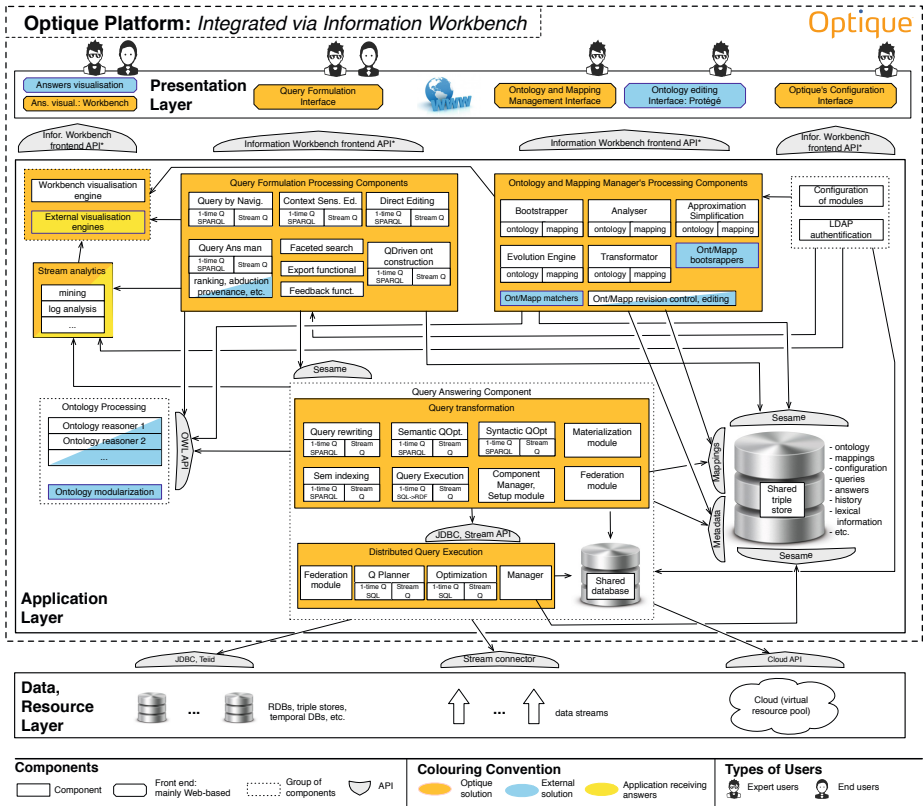 Optique Platform: Integrated via Information Workbench
Optique
Answers visualisation
Ans. visual.: Workbench
Presentation
Layer
Query Formulation
Interface
WWW
Ontology and Mapping
Management Interface
Ontology editing
Interface: Protégé
Optique's Configuration
Interface
Infor. Workbench
frontend API*
Information Workbench frontend API*
Information Workbench frontend API*
Infor. Workbench
frontend API*
Workbench visualisation
engine
External visualisation
engines
Stream analytics
mining
log analysis
...
Query Formulation Processing Components
Query by Navig.
1-time Q
SPARQL
Stream Q
Context Sens. Ed.
1-time Q
SPARQL
Stream Q
Direct Editing
1-time Q
SPARQL
Stream Q
Query Ans man
1-time Q
SPARQL
Stream Q
ranking, abduction
provenance, etc.
Faceted search
Export functional
Feedback funct.
QDriven ont
construction
1-time Q
SPARQL
Stream Q
Ontology and Mapping Manager's Processing Components
Bootstrapper
ontology
mapping
Analyser
ontology
mapping
Approximation
Simplification
ontology
mapping
Evolution Engine
ontology
mapping
Transformator
ontology
mapping
Ont/Mapp
bootsrappers
Ont/Mapp matchers
Ont/Mapp revision control, editing
Configuration
of modules
LDAP
authentification
Sesame
Ontology Processing
Ontology reasoner 1
Ontology reasoner 2
...
Ontology modularization
OWL API
Query Answering Component
Query transformation
Query rewriting
1-time Q
SPARQL
Stream
Q
Semantic QOpt.
1-time Q
SPARQL
Stream
Q
Syntactic QOpt
1-time Q
SPARQL
Stream
Q
Materialization
module
Sem indexing
1-time Q
SPARQL
Stream
Q
Query Execution
1-time Q
SQL->RDF
Stream
Q
Component
Manager,
Setup module
Federation
module
JDBC, Stream API
Distributed Query Execution
Federation
module
Q Planner
1-time Q
SQL
Stream
Q
Optimization
1-time Q
SQL
Stream
Q
Manager
Shared
database
Mappings
Metadata
Sesame
Shared
triple
store
Sesame
- ontology
- mappings
- configuration
- queries
- answers
- history
- lexical
information
- etc.
Application
Layer
JDBC, Teiid
Stream connector
Cloud API
Data,
Resource
Layer
...
RDBs, triple stores,
temporal DBs, etc.
...
data streams
Cloud (virtual
resource pool)
Components
Component
Front end:
mainly Web-based
Group of
components
API
Colouring Convention
Optique
solution
External
solution
Application receiving
answers
Types of Users
Expert users
End users